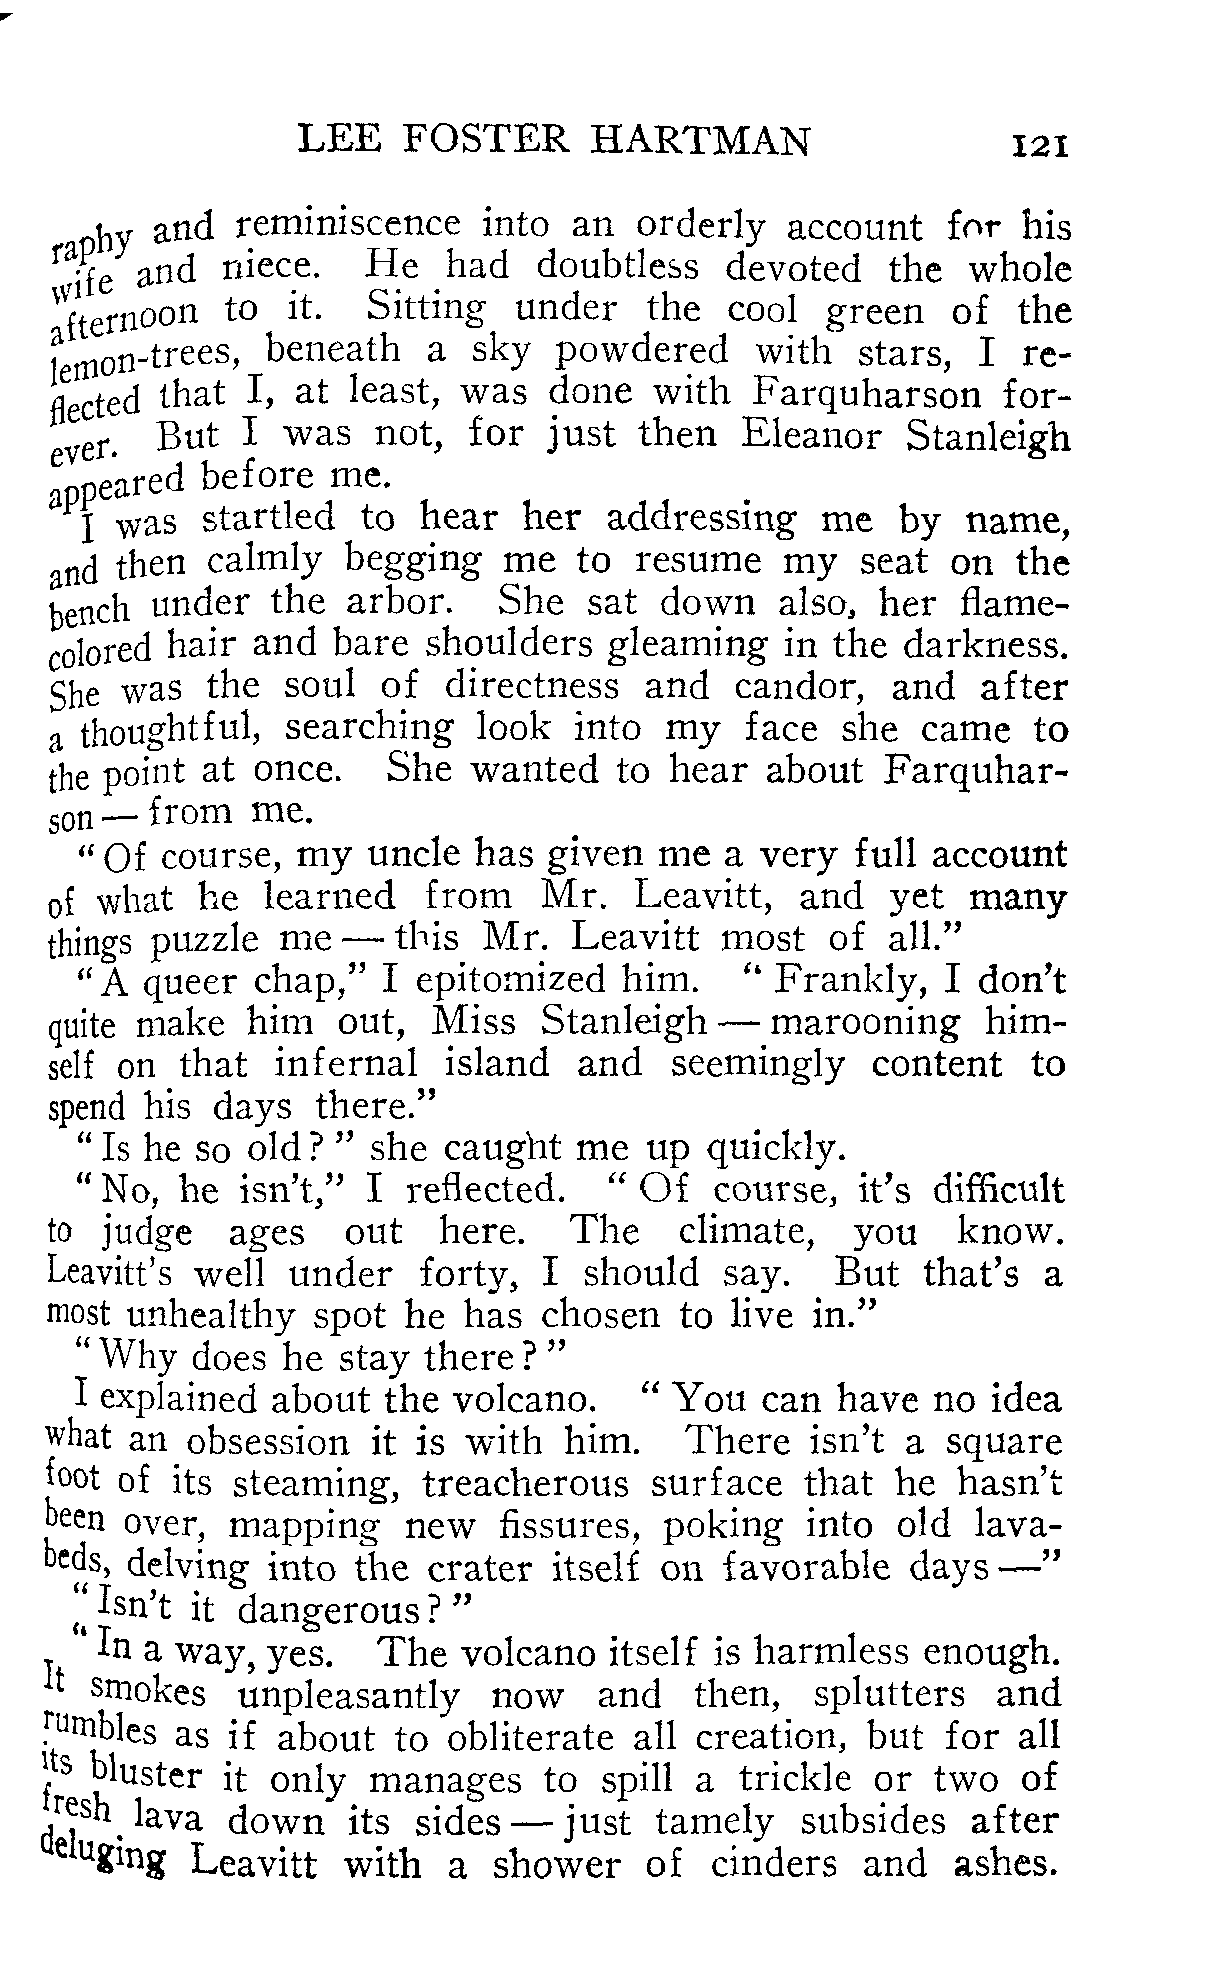 LEE FOSTER HARTMAN 121
raphy and reminiscence into an orderly account for his
wife and niece. He had doubtless devoted the whole
afternoon to it. Sitting under the cool green of the
lemon-trees, beneath a sky powdered with stars, I re-
flected that I, at least, was done with Farquharson for-
ever. But I was not, for just then Eleanor Stanleigh
appeared before me.
I was startled to hear her addressing me by name,
and then calmly begging me to resume my seat on the
bench under the arbor. She sat down also, her flame-
colored hair and bare shoulders gleaming in the darkness.
She was the soul of directness and candor, and after
a thoughtful, searching look into my face she came to
the point at once. She wanted to hear about Farquhar-
son — from me.
“ Of course, my uncle has given me a very full account
of what he learned from Mr. Leavitt, and yet many
things puzzle me — this Mr. Leavitt most of all.”
“ A queer chap,” I epitomized him. “ Frankly, I don’t
quite make him out, Miss Stanleigh — marooning him-
self on that infernal island and seemingly content to
spend his days there.”
“ Is he so old? ” she caught me up quickly.
“ No, he isn’t,” I reflected. “ Of course, it’s difficult
to judge ages out here. The climate, you know.
Leavitt’s well under forty, I should say. But that’s a
most unhealthy spot he has chosen to live in.”
“ Why does he stay there? ”
I explained about the volcano. “ You can have no idea
what an obsession it is with him. There isn’t a square
foot of its steaming, treacherous surface that he hasn’t
been over, mapping new fissures, poking into old lava-
beds, delving into the crater itself on favorable days —”
“ Isn’t it dangerous? ”
“ In a way, yes. The volcano itself is harmless enough.
It smokes unpleasantly now and then, splutters and
rumbles as if about to obliterate all creation, but for all
its bluster it only manages to spill a trickle or two of
fresh lava down its sides — just tamely subsides after
deluging Leavitt with a shower of cinders and ashes.